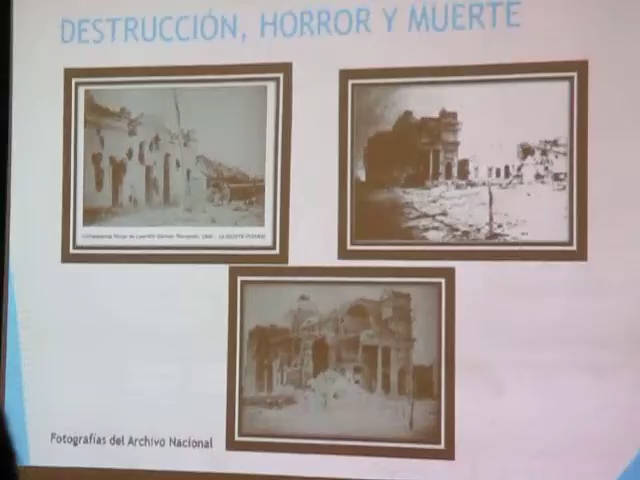 DESTRUCCIÓN, HORROR Y MUERTE
Fotografías del Archivo Nacional